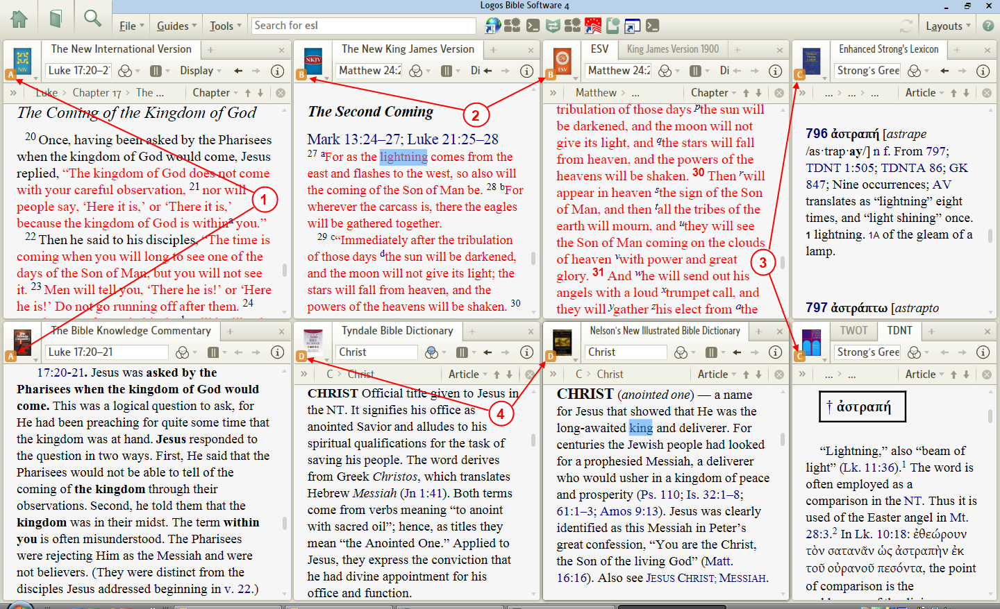 Logos Bible Software 4
File Guides Tools Search for esl Layouts
The New International Version
NIV
A
Luke 17:20–21 Display
Luke Chapter 17 The ... Chapter
The Coming of the Kingdom of God
20 Once, having been asked by the Pharisees
when the kingdom of God would come, Jesus
replied, “The kingdom of God does not come
with your careful observation, 21 nor will
people say, ‘Here it is,’ or ‘There it is,’
because the kingdom of God is within a you.”
22 Then he said to his disciples, “The time is
coming when you will long to see one of the
days of the Son of Man, but you will not see
it. 23 Men will tell you, ‘There he is!’ or ‘Here
he is!’ Do not go running off after them. 24
1
The New King James Version
NKJV
B
Matthew 24:2 Di
The Second Coming
Mark 13:24–27; Luke 21:25–28
27 a For as the lightning comes from the
east and flashes to the west, so also will
the coming of the Son of Man be. 28 b For
wherever the carcass is, there the eagles
will be gathered together.
29 c “Immediately after the tribulation
of those days d the sun will be darkened,
and the moon will not give its light; the
stars will fall from heaven, and the
powers of the heavens will be shaken. 30
2
ESV King James Version 1900
ESV
B
Matthew 24:2 Di
Matthew ... Chapter
tribulation of those days p the sun will
be darkened, and the moon will not
give its light, and q the stars will fall
from heaven, and the powers of the
heavens will be shaken. 30 Then r will
appear in heaven s the sign of the Son
of Man, and then t all the tribes of the
earth will mourn, and u they will see
the Son of Man coming on the clouds
of heaven v with power and great
glory. 31 And w he will send out his
angels with a loud x trumpet call, and
they will y gather z his elect from a the
3
Enhanced Strong's Lexicon
C
Strong's Gree
... ... ... Article
796 ἀστραπή [astrape
/as·trap·ay/] n f. From 797;
TDNT 1:505; TDNTA 86; GK
847; Nine occurrences; AV
translates as “lightning” eight
times, and “light shining” once.
1 lightning. 1A of the gleam of a
lamp.
797 ἀστράπτω [astrapto
The Bible Knowledge Commentary
A
Luke 17:20–21
17:20-21. Jesus was asked by the
Pharisees when the kingdom of God would
come. This was a logical question to ask, for
He had been preaching for quite some time that
the kingdom was at hand. Jesus responded to
the question in two ways. First, He said that the
Pharisees would not be able to tell of the
coming of the kingdom through their
observations. Second, he told them that the
kingdom was in their midst. The term within
you is often misunderstood. The Pharisees
were rejecting Him as the Messiah and were
not believers. (They were distinct from the
disciples Jesus addressed beginning in v. 22.)
Tyndale Bible Dictionary
D
Christ
C Christ Article
CHRIST Official title given to Jesus in
the NT. It signifies his office as
anointed Savior and alludes to his
spiritual qualifications for the task of
saving his people. The word derives
from Greek Christos, which translates
Hebrew Messiah (Jn 1:41). Both terms
come from verbs meaning “to anoint
with sacred oil”; hence, as titles they
mean “the Anointed One.” Applied to
Jesus, they express the conviction that
he had divine appointment for his
office and function.
4
Nelson's New Illustrated Bible Dictionary
D
Christ
C Christ Article
CHRIST (anointed one) — a name
for Jesus that showed that He was the
long-awaited king and deliverer. For
centuries the Jewish people had looked
for a prophesied Messiah, a deliverer
who would usher in a kingdom of peace
and prosperity (Ps. 110; Is. 32:1–8;
61:1–3; Amos 9:13). Jesus was clearly
identified as this Messiah in Peter's
great confession, “You are the Christ,
the Son of the living God” (Matt.
16:16). Also see JESUS CHRIST; MESSIAH.
TWOT TDNT
C
Strong's Gree
... ... Article
† ἀστραπή
“Lightning,” also “beam of
light” (Lk. 11:36).1 The word is
often employed as a
comparison in the NT. Thus it is
used of the Easter angel in Mt.
28:3.2 In Lk. 10:18: ἐθεώρουν
τὸν σατανᾶν ὡς ἀστραπὴν ἐκ
τοῦ οὐρανοῦ πεσόντα, the point
of comparison is the